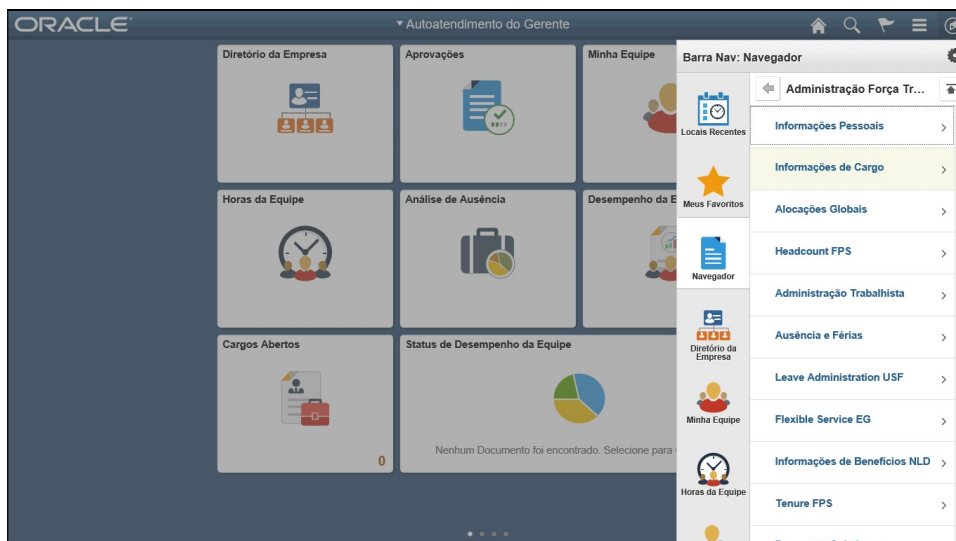 ORACLE
Autoatendimento do Gerente
Diretório da Empresa
Aprovações
Minha Equipe
Horas da Equipe
Análise de Ausência
Desempenho da E
Cargos Abertos
0
Status de Desempenho da Equipe
Nenhum Documento foi encontrado. Selecione para
Barra Nav: Navegador
Locais Recentes
Meus Favoritos
Navegador
Diretório da
Empresa
Minha Equipe
Horas da Equipe
Administração Força Tr...
Informações Pessoais
Informações de Cargo
Alocações Globais
Headcount FPS
Administração Trabalhista
Ausência e Férias
Leave Administration USF
Flexible Service EG
Informações de Benefícios NLD
Tenure FPS